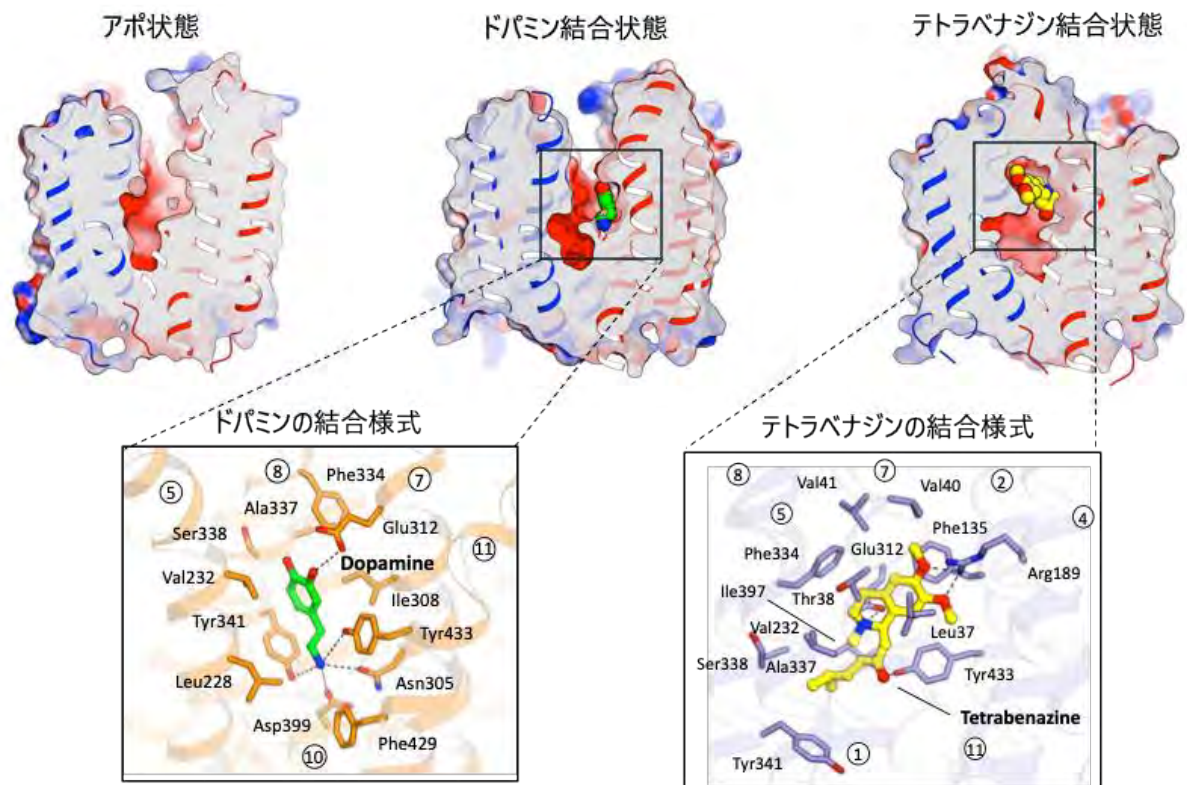 アポ状態
ドパミン結合状態
テトラベナジン結合状態
ドパミンの結合様式
⑧
Phe334
⑦
⑤
Ala337
Glu312
Ser338
⑪
Dopamine
Val232
Ile308
Tyr341
Tyr433
Leu228
Asn305
Asp399
Phe429
⑩
テトラベナジンの結合様式
⑧
Val41
⑦
Val40
②
⑤
Phe135
④
Phe334
Glu312
Arg189
Ile397
Thr38
Val232
Leu37
Ser338
Ala337
Tyr433
Tetrabenazine
①
⑪
Tyr341